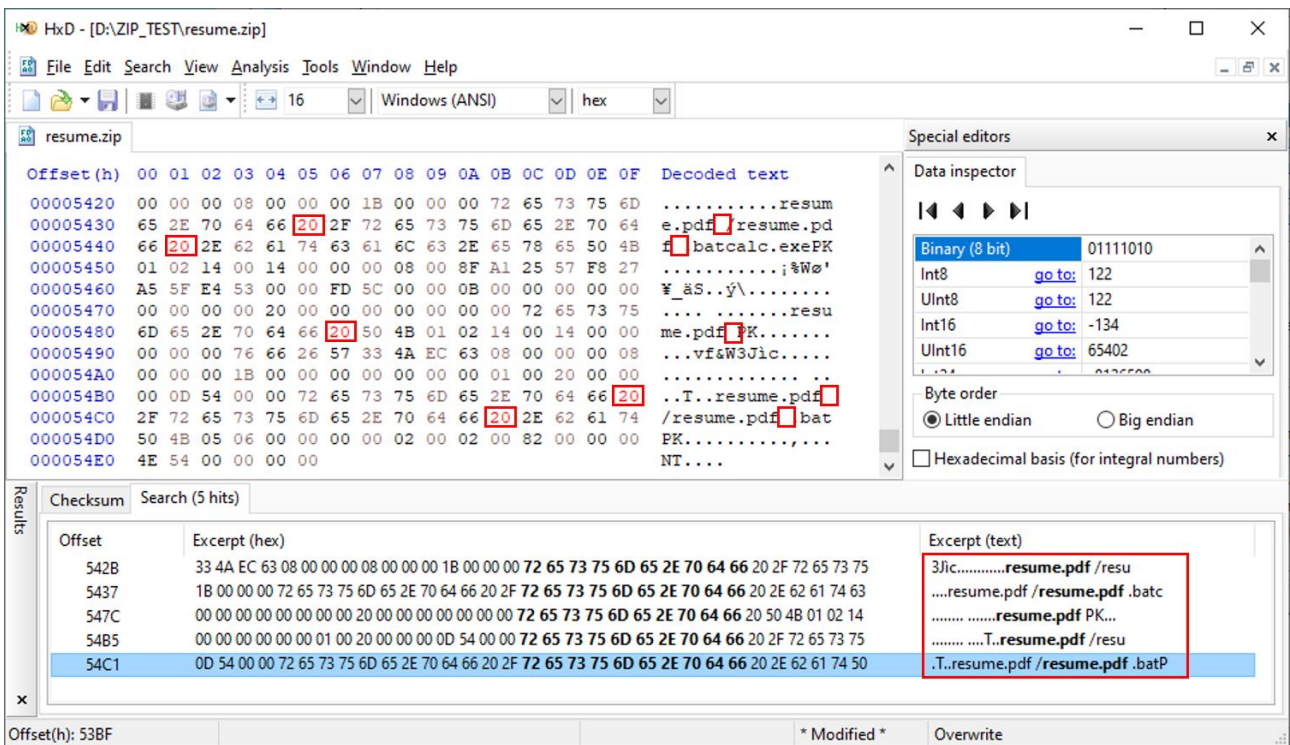 HxD - [D:\ZIP_TEST\resume.zip]
File Edit Search View Analysis Tools Window Help
16 Windows (ANSI) hex
resume.zip
Offset(h) 00 01 02 03 04 05 06 07 08 09 0A 0B 0C 0D 0E 0F Decoded text
00005420 00 00 00 08 00 00 00 1B 00 00 00 72 65 73 75 6D ...........resum
00005430 65 2E 70 64 66 20 2F 72 65 73 75 6D 65 2E 70 64 e.pdf /resume.pd
00005440 66 20 2E 62 61 74 63 61 6C 63 2E 65 78 65 50 4B f .batcalc.exePK
00005450 01 02 14 00 14 00 00 00 08 00 8F A1 25 57 F8 27 ...........¡%Wø'
00005460 A5 5F E4 53 00 00 FD 5C 00 00 0B 00 00 00 00 00 ¥_äS..ý\........
00005470 00 00 00 00 20 00 00 00 00 00 00 00 72 65 73 75 .... .......resu
00005480 6D 65 2E 70 64 66 20 50 4B 01 02 14 00 14 00 00 me.pdf PK.......
00005490 00 00 00 76 66 26 57 33 4A EC 63 08 00 00 00 08 ...vf&W3Jìc.....
000054A0 00 00 00 1B 00 00 00 00 00 00 00 01 00 20 00 00 ............. ..
000054B0 00 0D 54 00 00 72 65 73 75 6D 65 2E 70 64 66 20 ..T..resume.pdf
000054C0 2F 72 65 73 75 6D 65 2E 70 64 66 20 2E 62 61 74 /resume.pdf .bat
000054D0 50 4B 05 06 00 00 00 00 02 00 02 00 82 00 00 00 PK..........‚...
000054E0 4E 54 00 00 00 00 NT....
Special editors
Data inspector
Binary (8 bit) 01111010
Int8 go to: 122
UInt8 go to: 122
Int16 go to: -134
UInt16 go to: 65402
Byte order
Little endian Big endian
Hexadecimal basis (for integral numbers)
Results
Checksum Search (5 hits)
Offset Excerpt (hex) Excerpt (text)
542B 33 4A EC 63 08 00 00 00 08 00 00 00 1B 00 00 00 72 65 73 75 6D 65 2E 70 64 66 20 2F 72 65 73 75 3Jìc............resume.pdf /resu
5437 1B 00 00 00 72 65 73 75 6D 65 2E 70 64 66 20 2F 72 65 73 75 6D 65 2E 70 64 66 20 2E 62 61 74 63 ....resume.pdf /resume.pdf .batc
547C 00 00 00 00 00 00 00 00 20 00 00 00 00 00 00 00 72 65 73 75 6D 65 2E 70 64 66 20 50 4B 01 02 14 ........ .......resume.pdf PK...
54B5 00 00 00 00 00 00 01 00 20 00 00 00 0D 54 00 00 72 65 73 75 6D 65 2E 70 64 66 20 2F 72 65 73 75 ........ ....T..resume.pdf /resu
54C1 0D 54 00 00 72 65 73 75 6D 65 2E 70 64 66 20 2F 72 65 73 75 6D 65 2E 70 64 66 20 2E 62 61 74 50 .T..resume.pdf /resume.pdf .batP
Offset(h): 53BF * Modified * Overwrite